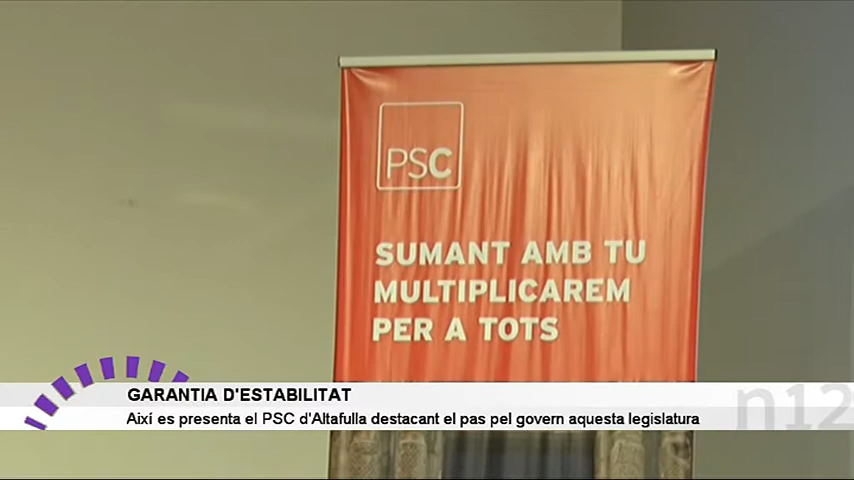 PSC
SUMANT AMB TU
MULTIPLICAREM
PER A TOTS
GARANTIA D'ESTABILITAT
Així es presenta el PSC d'Altafulla destacant el pas pel govern aquesta legislatura
n12